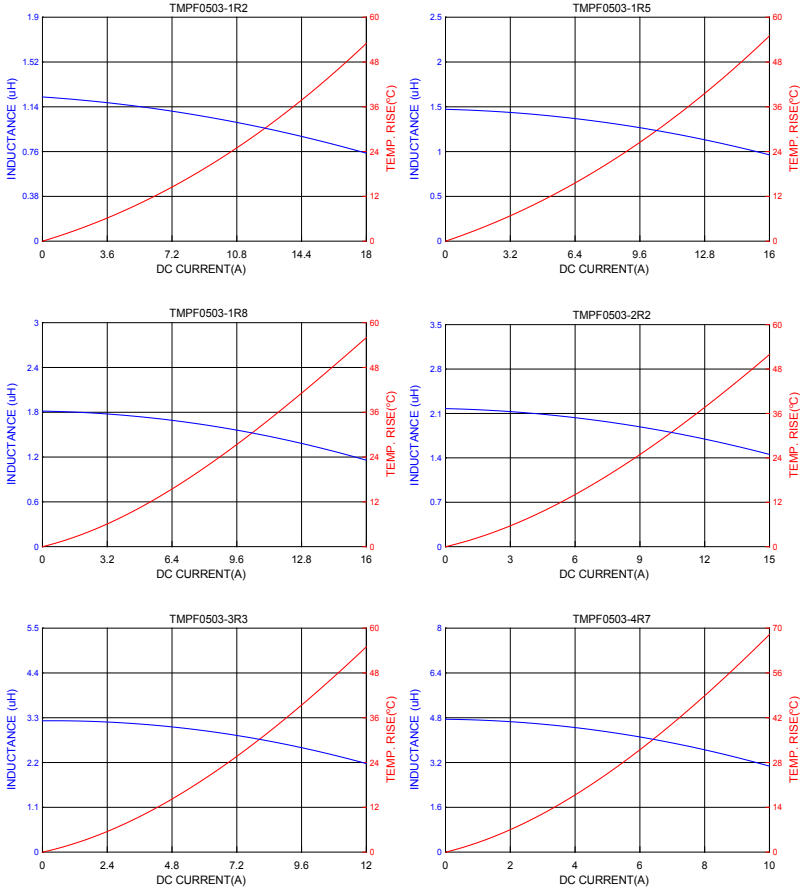 TMPF0503-1R2
INDUCTANCE (uH)
1.9
1.52
1.14
0.76
0.38
0
60
48
36
24
12
0
TEMP. RISE(ºC)
0 3.6 7.2 10.8 14.4 18
DC CURRENT(A)
TMPF0503-1R5
INDUCTANCE (uH)
2.5
2
1.5
1
0.5
0
60
48
36
24
12
0
TEMP. RISE(ºC)
0 3.2 6.4 9.6 12.8 16
DC CURRENT(A)
TMPF0503-1R8
INDUCTANCE (uH)
3
2.4
1.8
1.2
0.6
0
60
48
36
24
12
0
TEMP. RISE(ºC)
0 3.2 6.4 9.6 12.8 16
DC CURRENT(A)
TMPF0503-2R2
INDUCTANCE (uH)
3.5
2.8
2.1
1.4
0.7
0
60
48
36
24
12
0
TEMP. RISE(ºC)
0 3 6 9 12 15
DC CURRENT(A)
TMPF0503-3R3
INDUCTANCE (uH)
5.5
4.4
3.3
2.2
1.1
0
60
48
36
24
12
0
TEMP. RISE(ºC)
0 2.4 4.8 7.2 9.6 12
DC CURRENT(A)
TMPF0503-4R7
INDUCTANCE (uH)
8
6.4
4.8
3.2
1.6
0
70
56
42
28
14
0
TEMP. RISE(ºC)
0 2 4 6 8 10
DC CURRENT(A)